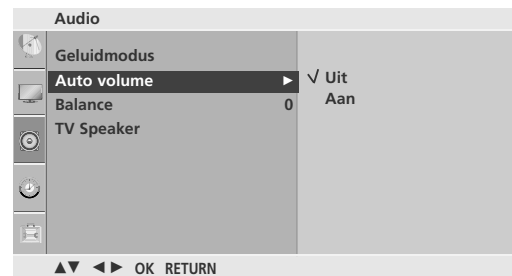 Audio
Geluidmodus
Auto volume ► √ Uit
Aan
Balance 0
TV Speaker
▲▼ ◄► OK RETURN